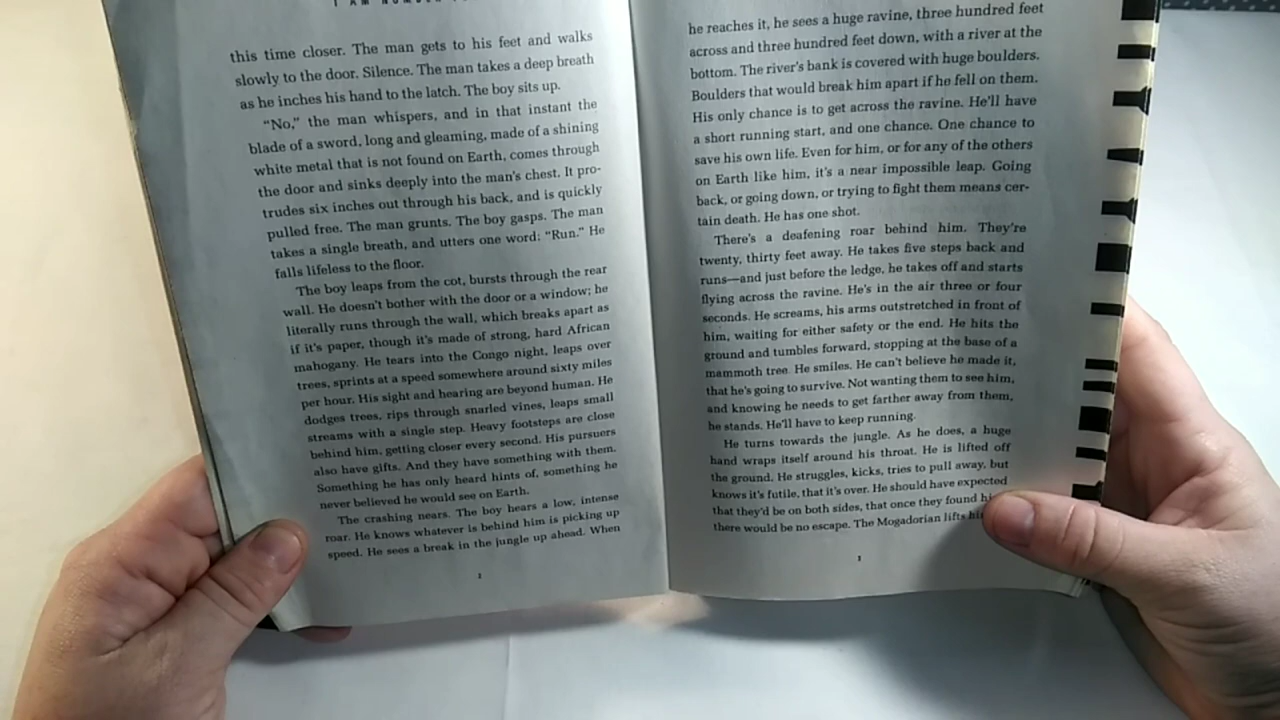 I AM NUMBER
this time closer. The man gets to his feet and walks
slowly to the door. Silence. The man takes a deep breath
as he inches his hand to the latch. The boy sits up.
“No,” the man whispers, and in that instant the
blade of a sword, long and gleaming, made of a shining
white metal that is not found on Earth, comes through
the door and sinks deeply into the man’s chest. It pro-
trudes six inches out through his back, and is quickly
pulled free. The man grunts. The boy gasps. The man
takes a single breath, and utters one word: “Run.” He
falls lifeless to the floor.
The boy leaps from the cot, bursts through the rear
wall. He doesn’t bother with the door or a window; he
literally runs through the wall, which breaks apart as
if it’s paper, though it’s made of strong, hard African
mahogany. He tears into the Congo night, leaps over
trees, sprints at a speed somewhere around sixty miles
per hour. His sight and hearing are beyond human. He
dodges trees, rips through snarled vines, leaps small
streams with a single step. Heavy footsteps are close
behind him, getting closer every second. His pursuers
also have gifts. And they have something with them.
Something he has only heard hints of, something he
never believed he would see on Earth.
The crashing nears. The boy hears a low, intense
roar. He knows whatever is behind him is picking up
speed. He sees a break in the jungle up ahead. When
2
he reaches it, he sees a huge ravine, three hundred feet
across and three hundred feet down, with a river at the
bottom. The river’s bank is covered with huge boulders.
Boulders that would break him apart if he fell on them.
His only chance is to get across the ravine. He’ll have
a short running start, and one chance. One chance to
save his own life. Even for him, or for any of the others
on Earth like him, it’s a near impossible leap. Going
back, or going down, or trying to fight them means cer-
tain death. He has one shot.
There’s a deafening roar behind him. They’re
twenty, thirty feet away. He takes five steps back and
runs—and just before the ledge, he takes off and starts
flying across the ravine. He’s in the air three or four
seconds. He screams, his arms outstretched in front of
him, waiting for either safety or the end. He hits the
ground and tumbles forward, stopping at the base of a
mammoth tree. He smiles. He can’t believe he made it,
that he’s going to survive. Not wanting them to see him,
and knowing he needs to get farther away from them,
he stands. He’ll have to keep running.
He turns towards the jungle. As he does, a huge
hand wraps itself around his throat. He is lifted off
the ground. He struggles, kicks, tries to pull away, but
knows it’s futile, that it’s over. He should have expected
that they’d be on both sides, that once they found
there would be no escape. The Mogadorian lifts